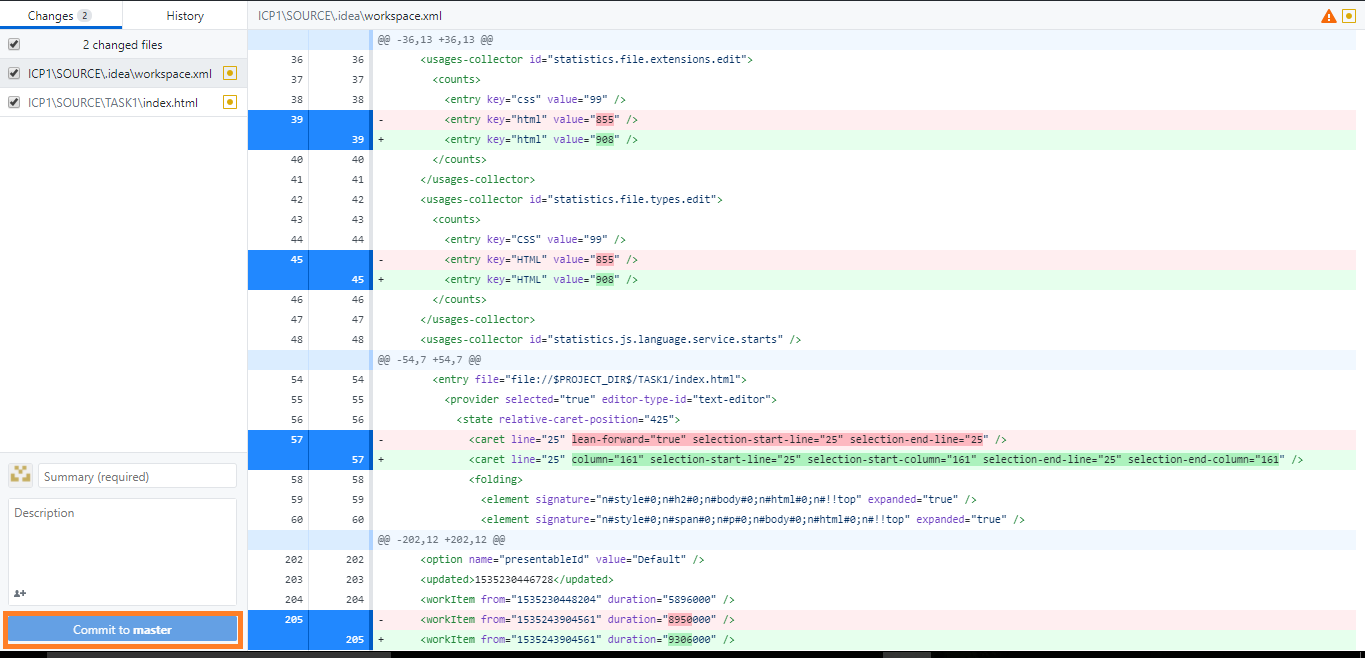 Changes 2 History ICP1\SOURCE\.idea\workspace.xml
2 changed files
ICP1\SOURCE\.idea\workspace.xml
ICP1\SOURCE\TASK1\index.html
Summary (required)
Description
Commit to master
@@ -36,13 +36,13 @@
36 36 <usages-collector id="statistics.file.extensions.edit">
37 37 <counts>
38 38 <entry key="css" value="99" />
39 - <entry key="html" value="855" />
39 + <entry key="html" value="908" />
40 40 </counts>
41 41 </usages-collector>
42 42 <usages-collector id="statistics.file.types.edit">
43 43 <counts>
44 44 <entry key="CSS" value="99" />
45 - <entry key="HTML" value="855" />
45 + <entry key="HTML" value="908" />
46 46 </counts>
47 47 </usages-collector>
48 48 <usages-collector id="statistics.js.language.service.starts" />
@@ -54,7 +54,7 @@
54 54 <entry file="file://$PROJECT_DIR$/TASK1/index.html">
55 55 <provider selected="true" editor-type-id="text-editor">
56 56 <state relative-caret-position="425">
57 - <caret line="25" lean-forward="true" selection-start-line="25" selection-end-line="25" />
57 + <caret line="25" column="161" selection-start-line="25" selection-start-column="161" selection-end-line="25" selection-end-column="161" />
58 58 <folding>
59 59 <element signature="n#style#0;n#h2#0;n#body#0;n#html#0;n#!!top" expanded="true" />
60 60 <element signature="n#style#0;n#span#0;n#p#0;n#body#0;n#html#0;n#!!top" expanded="true" />
@@ -202,12 +202,12 @@
202 202 <option name="presentableId" value="Default" />
203 203 <updated>1535230446728</updated>
204 204 <workItem from="1535230448204" duration="5896000" />
205 - <workItem from="1535243904561" duration="8950000" />
205 + <workItem from="1535243904561" duration="9306000" />